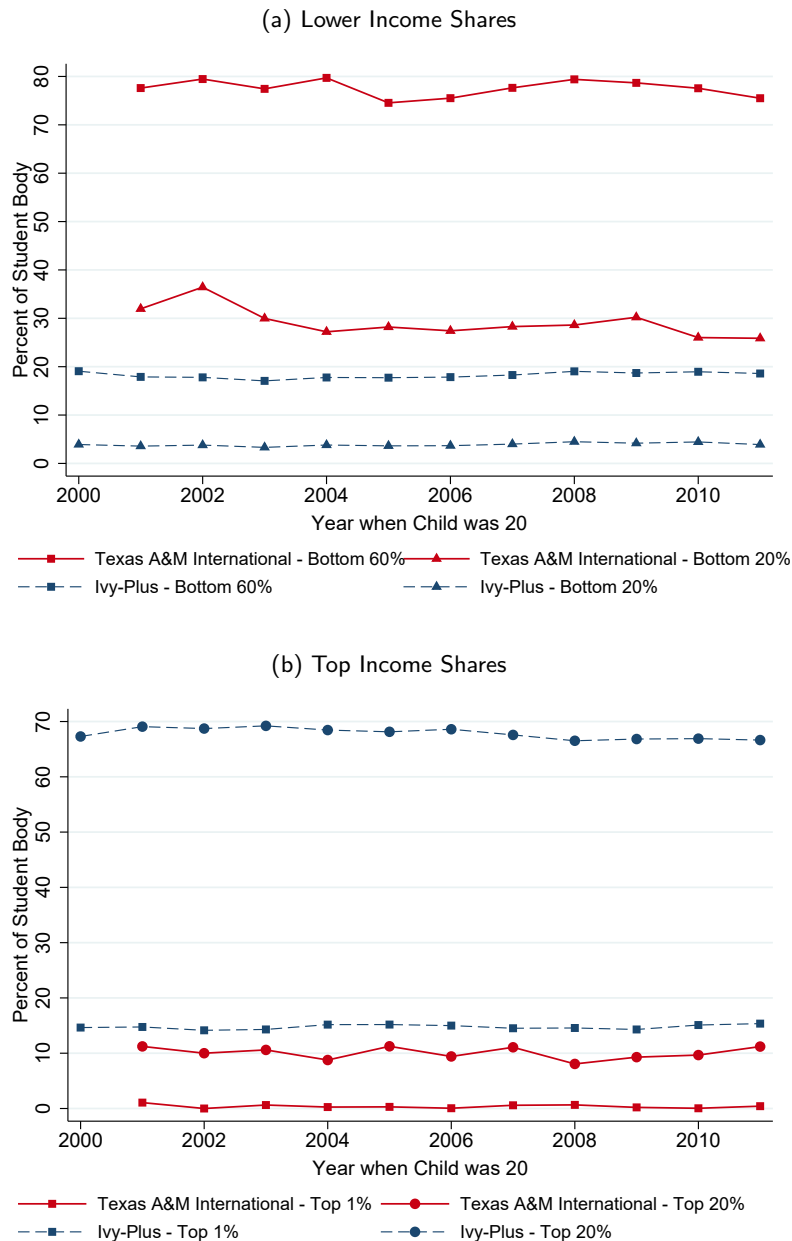 (a) Lower Income Shares
Percent of Student Body
80
70
60
50
40
30
20
10
0
2000 2002 2004 2006 2008 2010
Year when Child was 20
Texas A&M International - Bottom 60% Texas A&M International - Bottom 20%
Ivy-Plus - Bottom 60% Ivy-Plus - Bottom 20%
(b) Top Income Shares
Percent of Student Body
70
60
50
40
30
20
10
0
2000 2002 2004 2006 2008 2010
Year when Child was 20
Texas A&M International - Top 1% Texas A&M International - Top 20%
Ivy-Plus - Top 1% Ivy-Plus - Top 20%